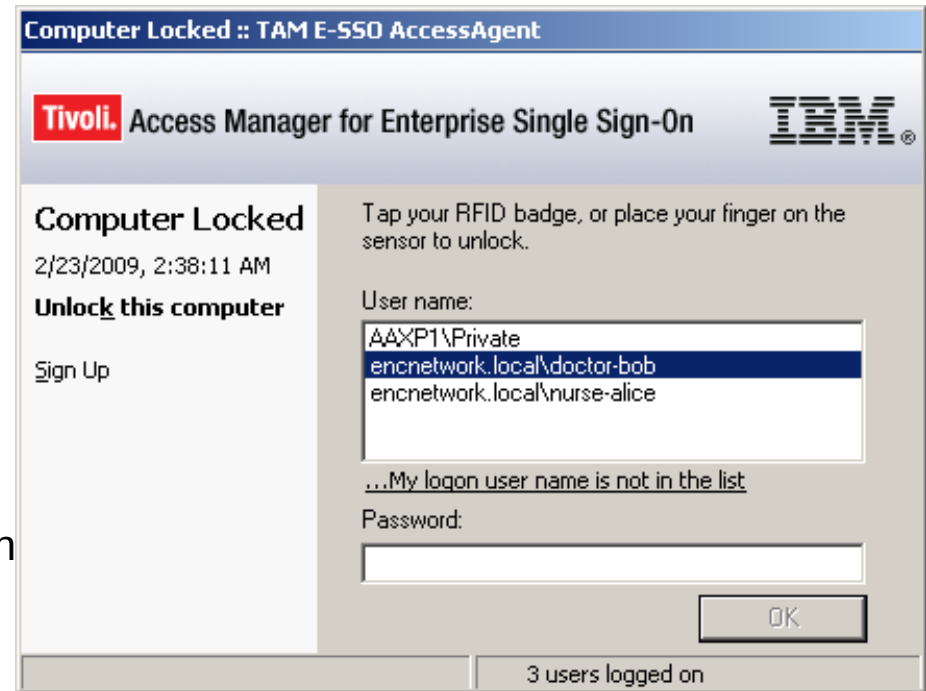 Computer Locked :: TAM E-SSO AccessAgent
Tivoli. Access Manager for Enterprise Single Sign-On
IBM®
Computer Locked
2/23/2009, 2:38:11 AM
Unlock this computer
Sign Up
Tap your RFID badge, or place your finger on the
sensor to unlock.
User name:
AAXP1\Private
encnetwork.local\doctor-bob
encnetwork.local\nurse-alice
...My logon user name is not in the list
Password:
OK
3 users logged on